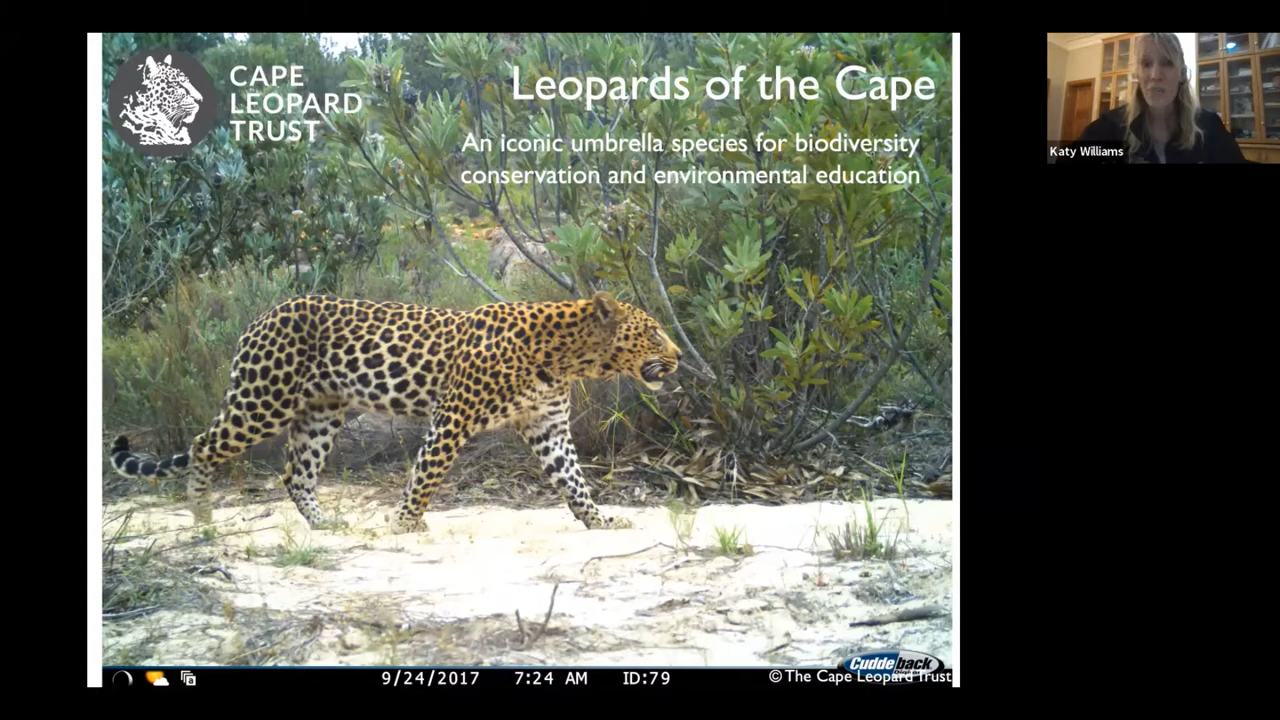 CAPE
LEOPARD
TRUST
Leopards of the Cape
An iconic umbrella species for biodiversity
conservation and environmental education
Katy Williams
Cuddeback
9/24/2017 7:24 AM ID:79
©The Cape Leopard Trust